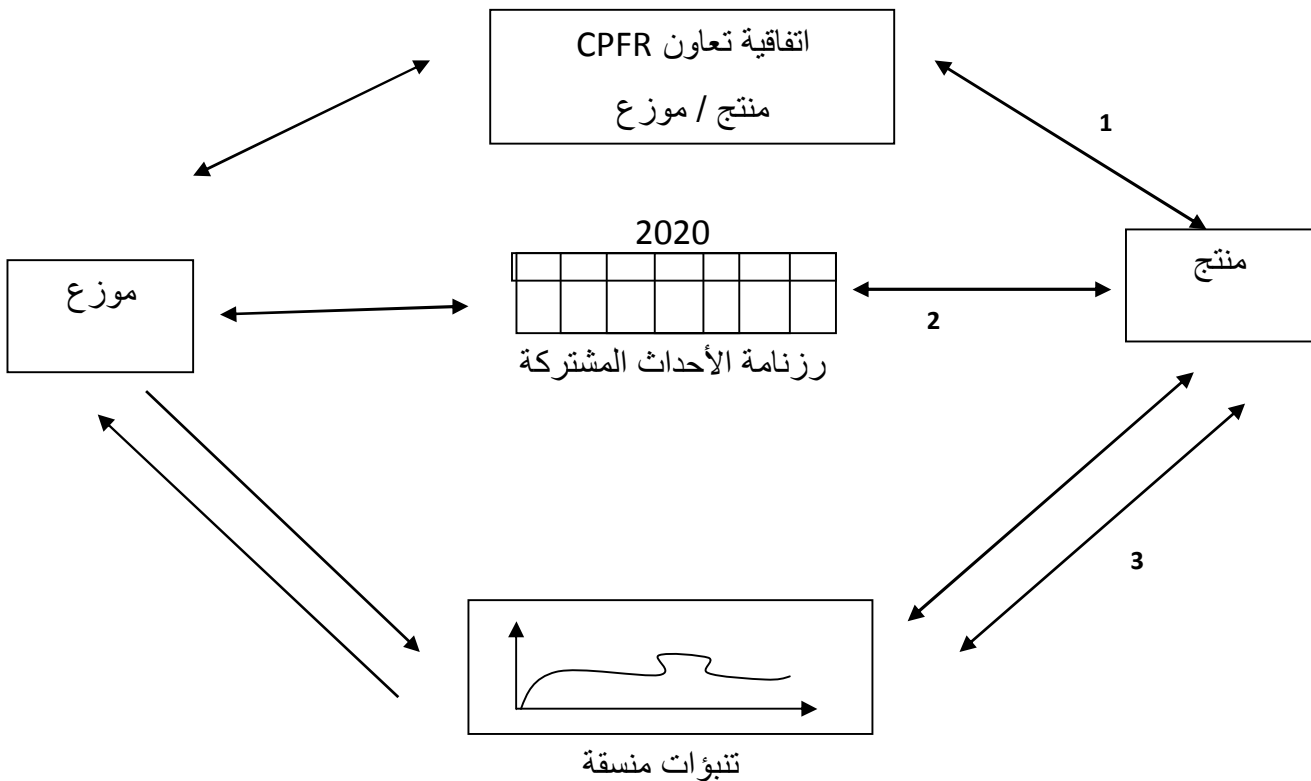 اتفاقية تعاون CPFR
منتج / موزع
1
2020
منتج
موزع
2
رزنامة الأحداث المشتركة
3
تنبؤات منسقة